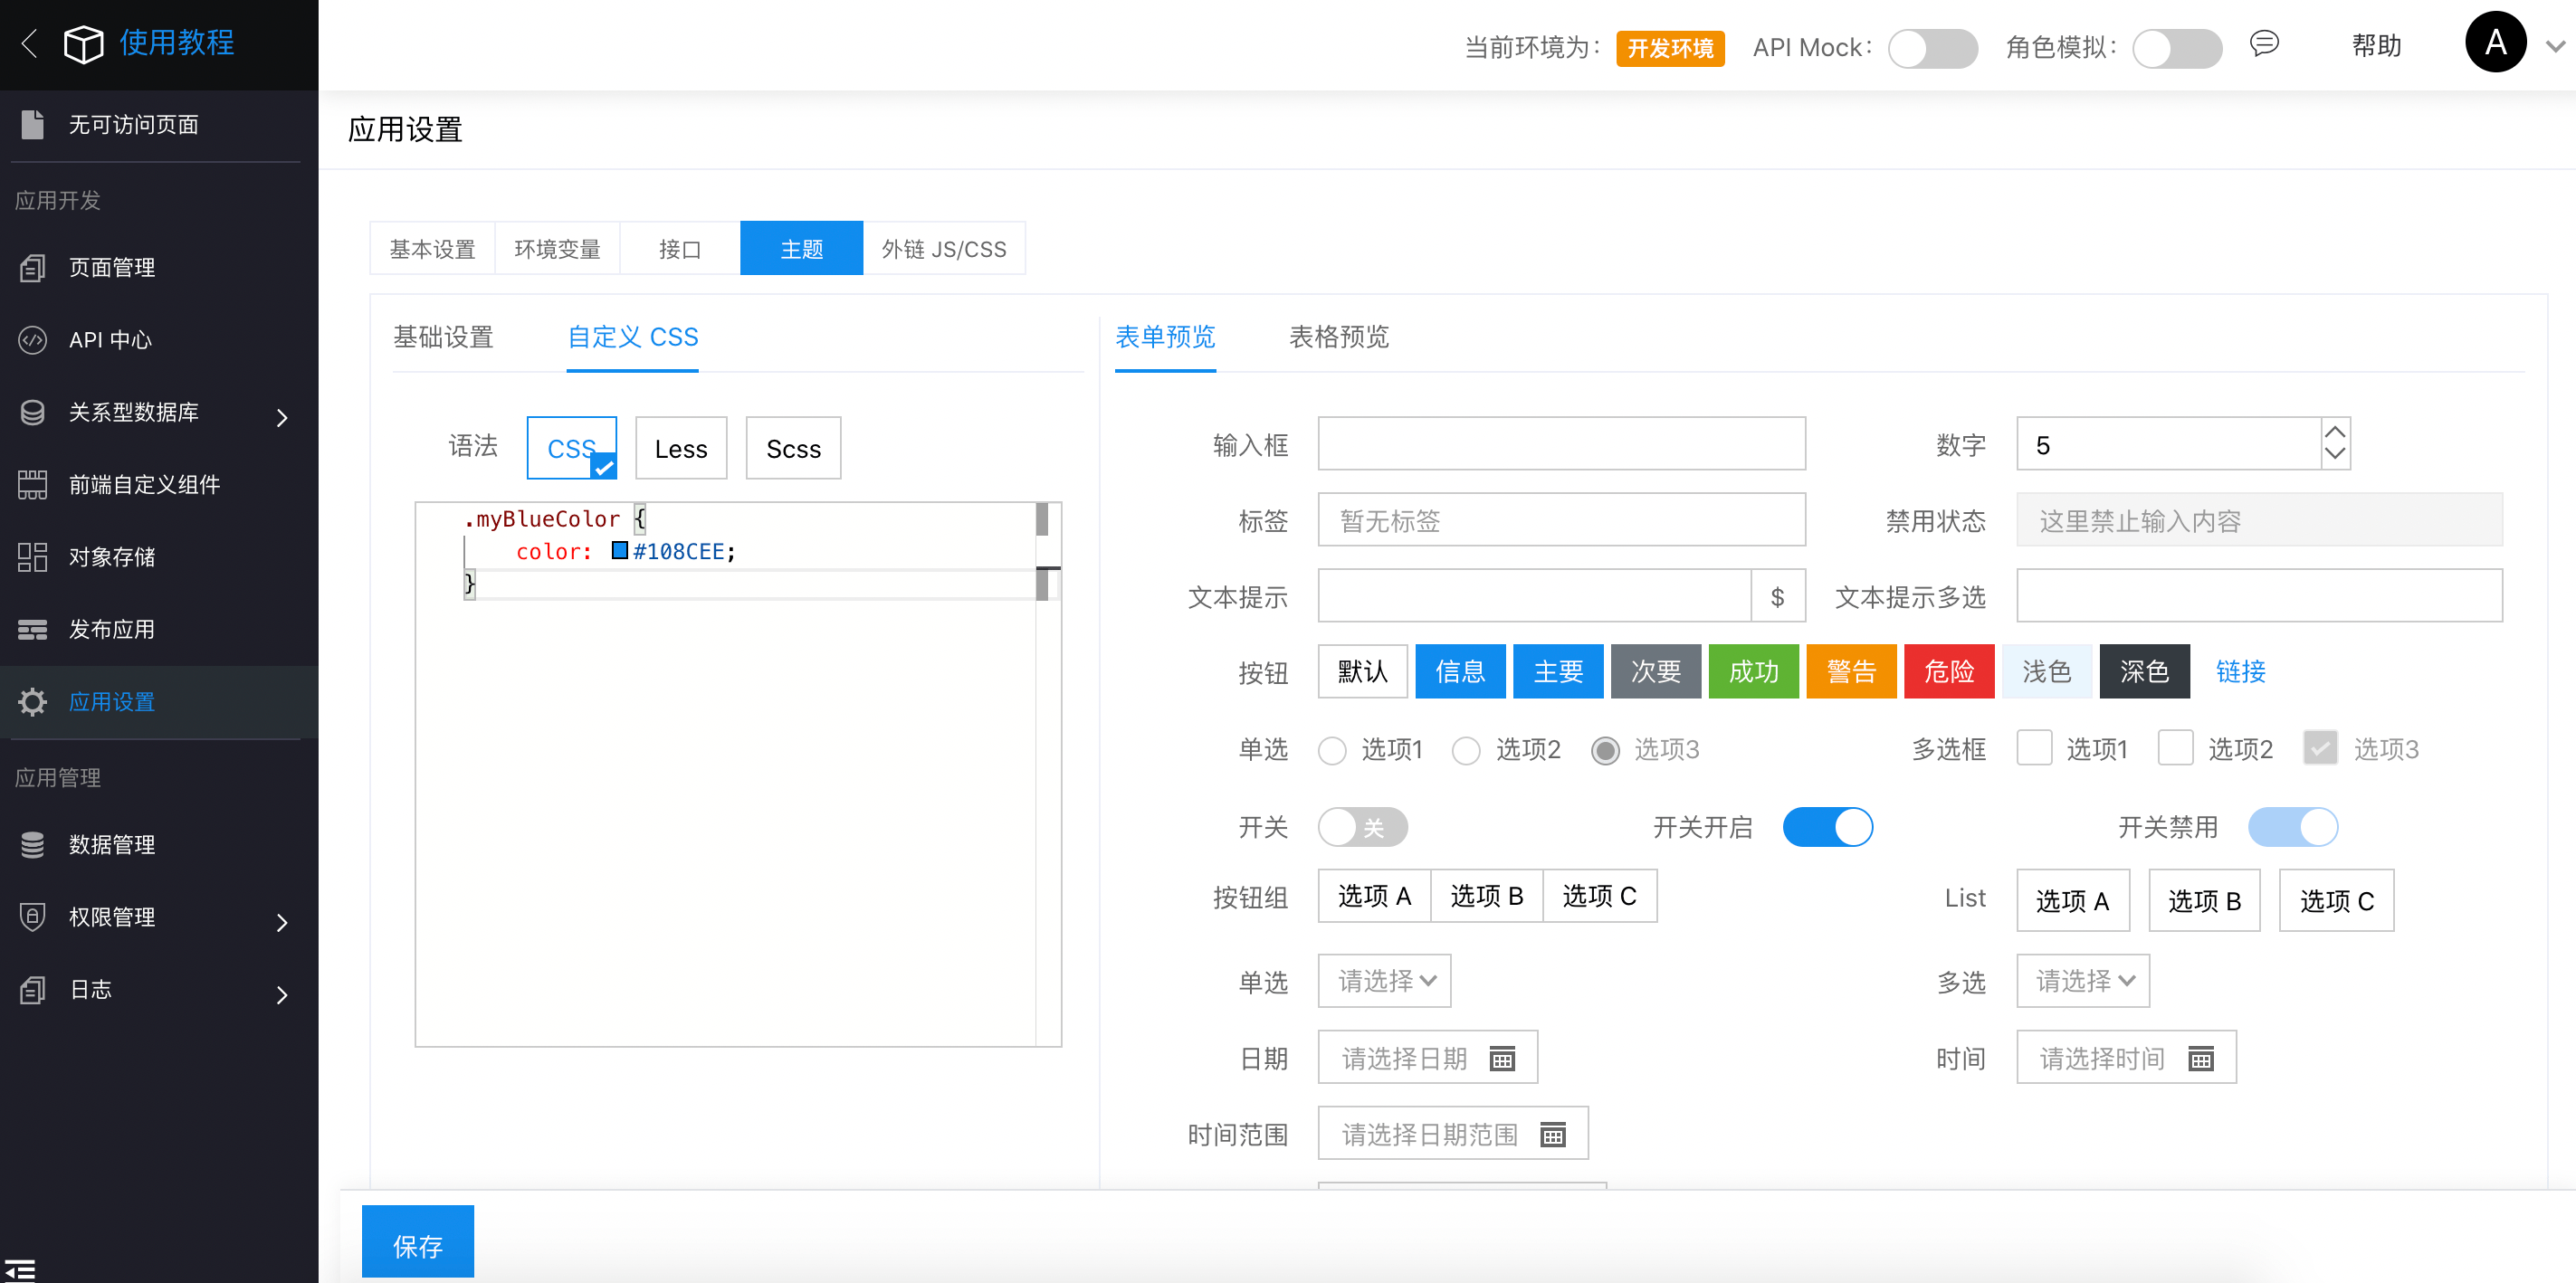 使用教程
当前环境为： 开发环境 API Mock： 角色模拟： 帮助 A
无可访问页面
应用开发
页面管理
API 中心
关系型数据库
前端自定义组件
对象存储
发布应用
应用设置
应用管理
数据管理
权限管理
日志
应用设置
基本设置 环境变量 接口 主题 外链 JS/CSS
基础设置 自定义 CSS
语法 CSS Less Scss
.myBlueColor {
color: #108CEE;
}
表单预览 表格预览
输入框 数字 5
标签 暂无标签 禁用状态 这里禁止输入内容
文本提示 $ 文本提示多选
按钮 默认 信息 主要 次要 成功 警告 危险 浅色 深色 链接
单选 选项1 选项2 选项3 多选框 选项1 选项2 选项3
开关 关 开关开启 开关禁用
按钮组 选项 A 选项 B 选项 C List 选项 A 选项 B 选项 C
单选 请选择 多选 请选择
日期 请选择日期 时间 请选择时间
时间范围 请选择日期范围
保存